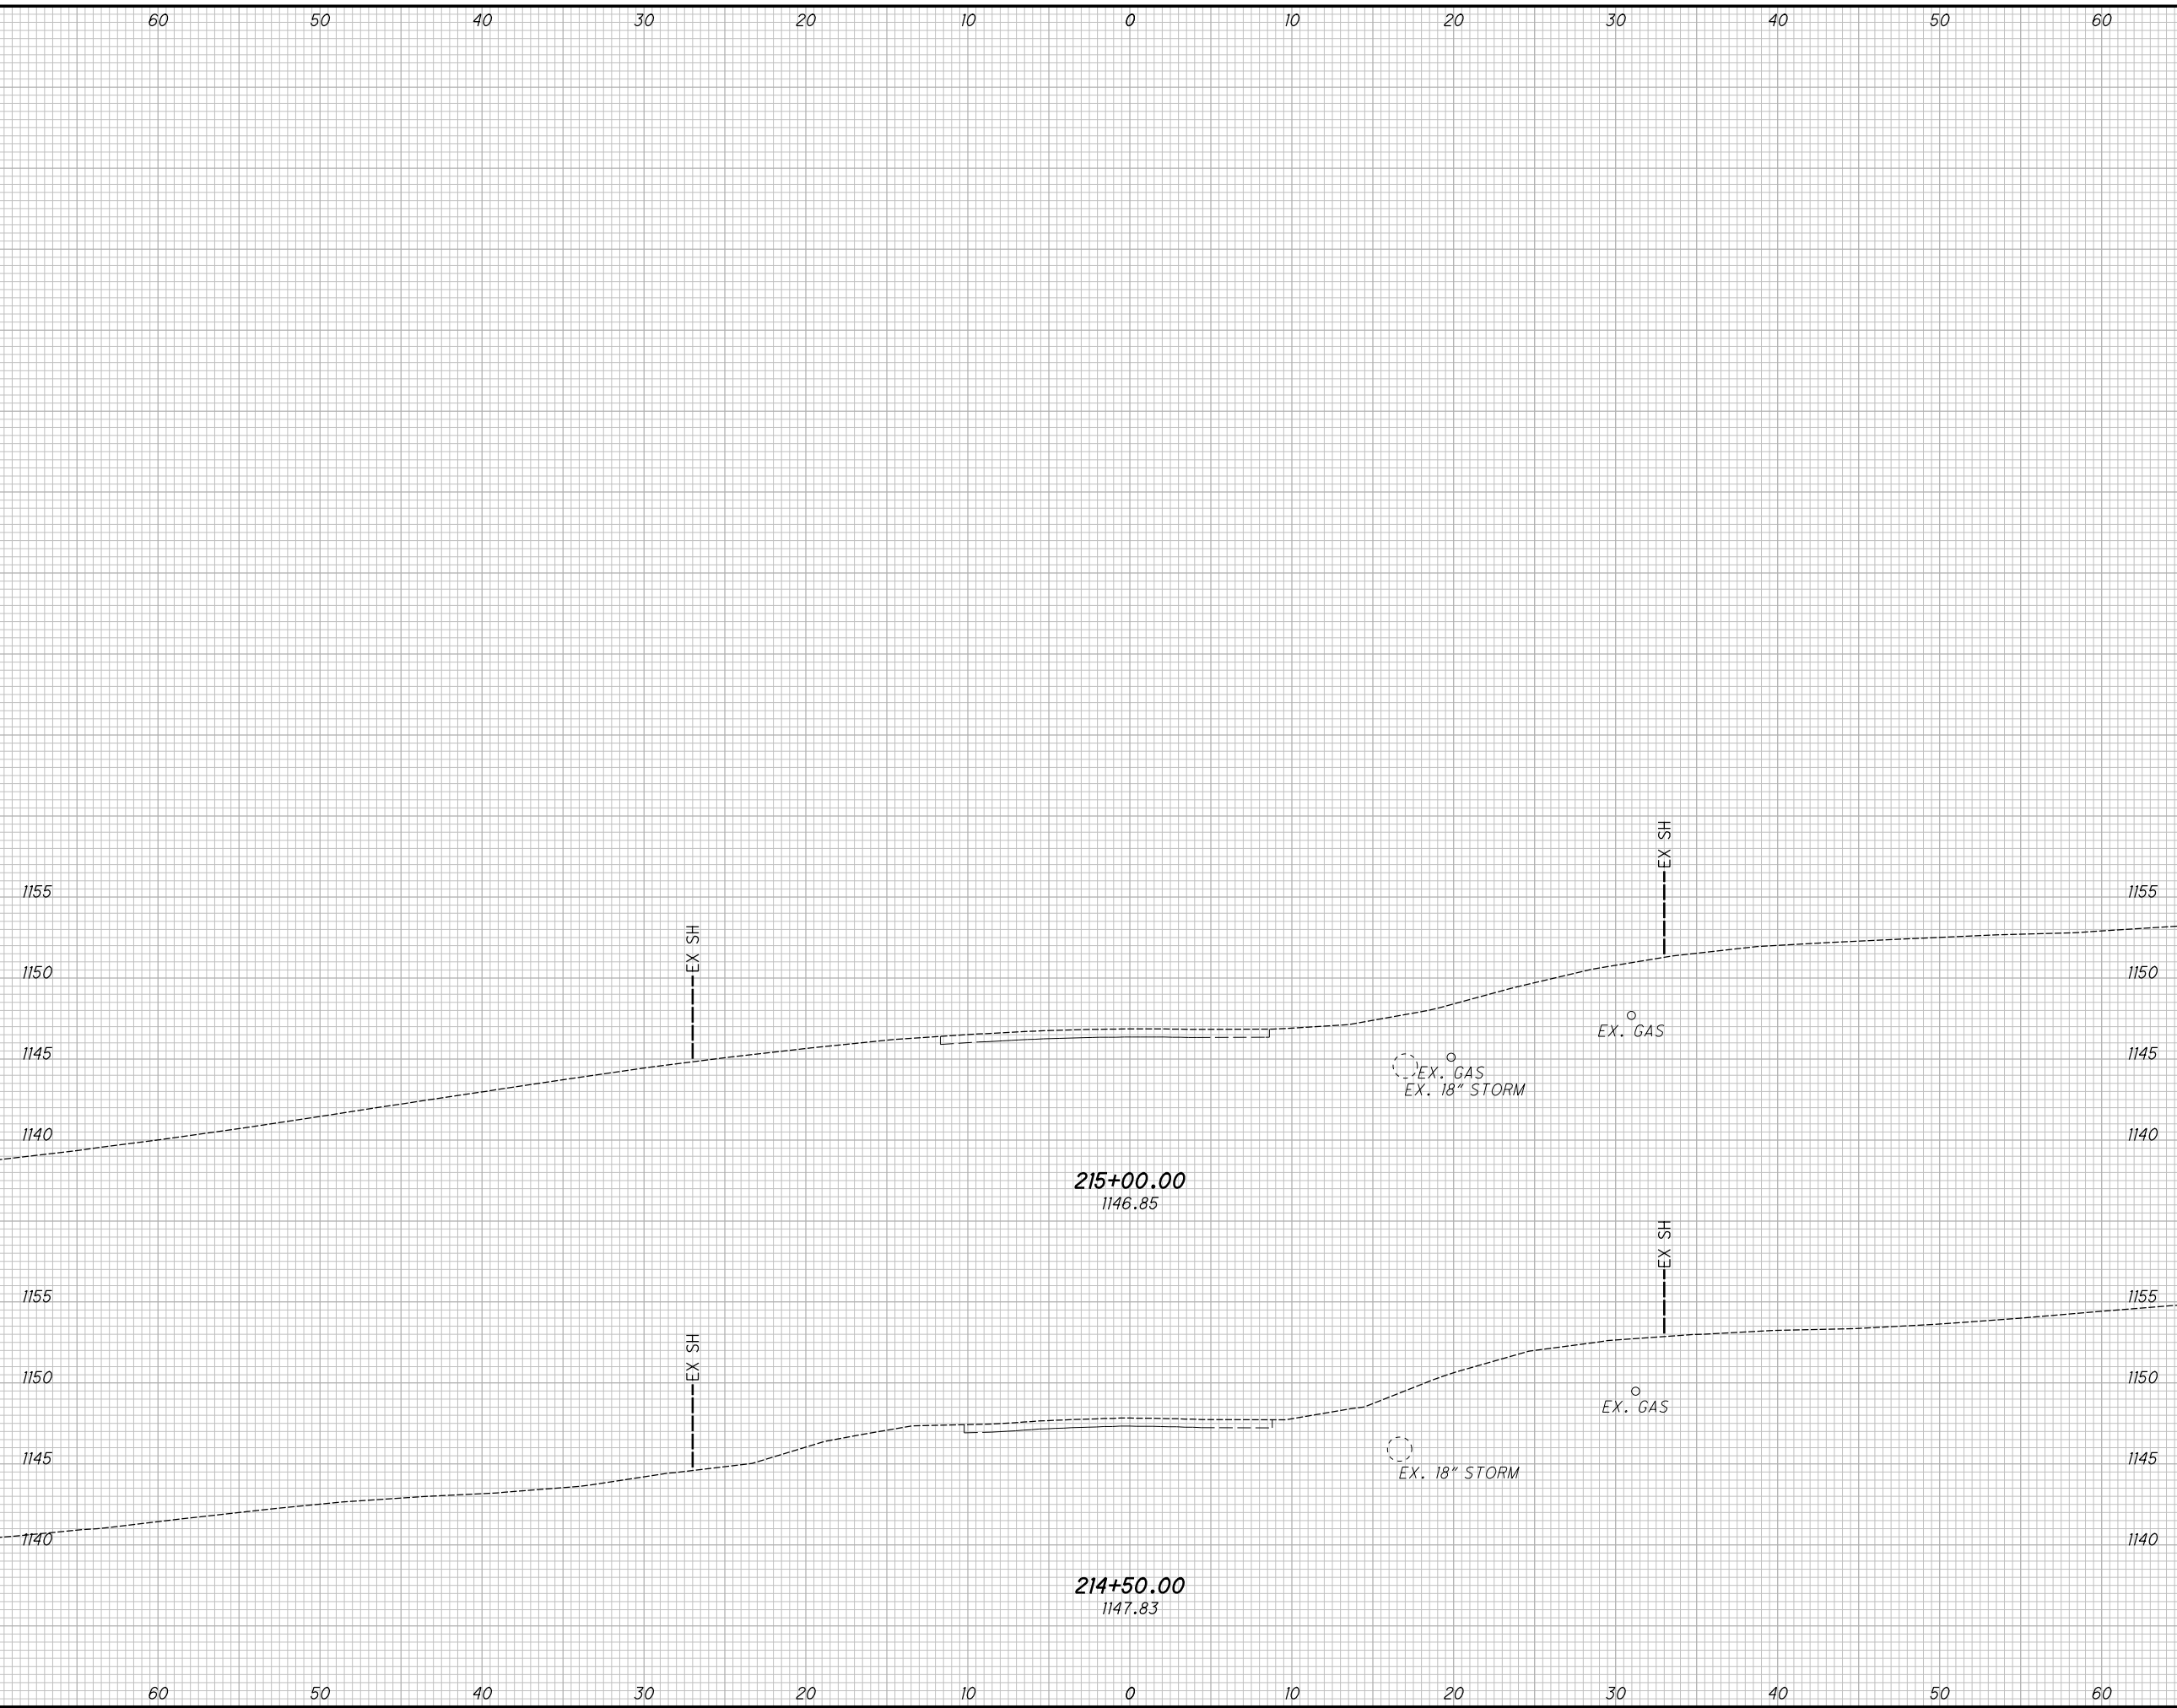 60 50 40 30 20 10 0 10 20 30 40 50 60
EX SH
1155 1155
EX SH
1150 1150
EX. GAS
1145 1145
EX. GAS
EX. 18" STORM
1140 1140
215+00.00
1146.85
EX SH
1155 1155
EX SH
1150 1150
EX. GAS
1145 1145
EX. 18" STORM
1140 1140
214+50.00
1147.83
60 50 40 30 20 10 0 10 20 30 40 50 60